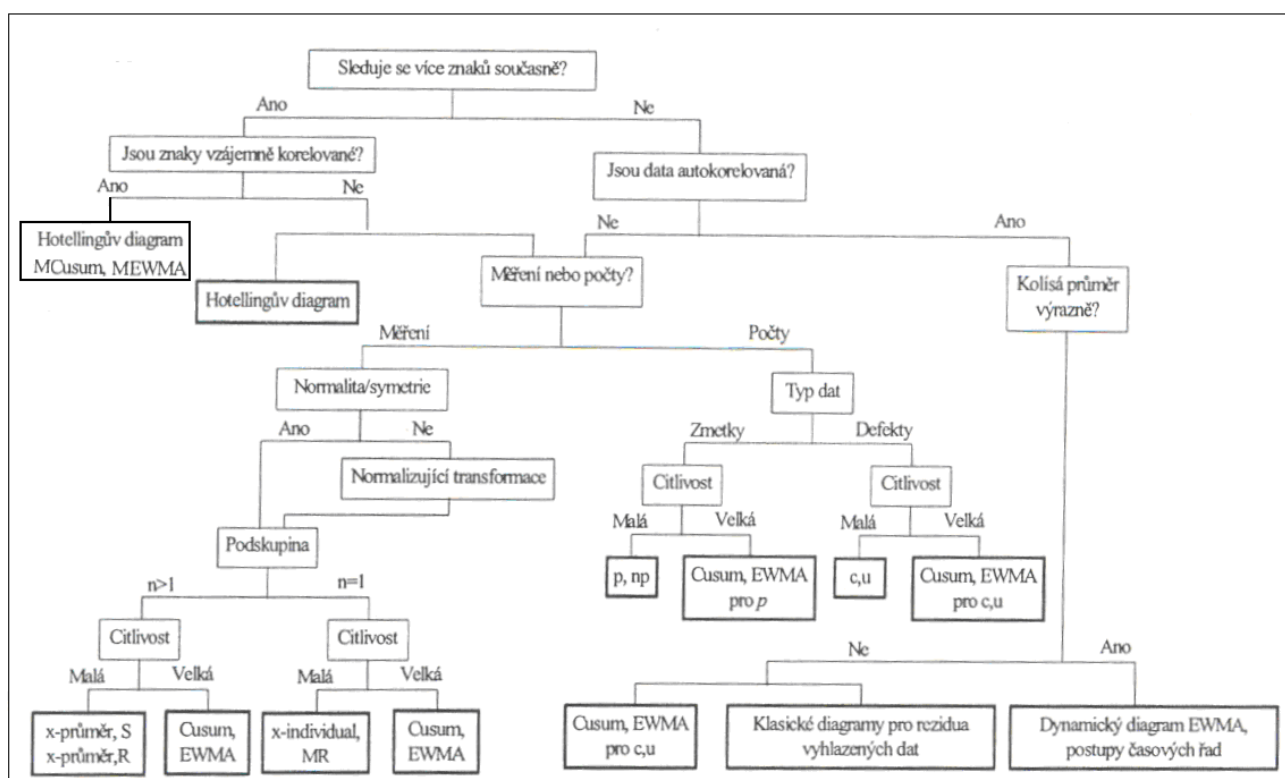 Sleduje se více znaků současně?
Ano
Ne
Jsou znaky vzájemně korelované?
Jsou data autokorelovaná?
Ano
Ne
Ne
Ano
Hotellingův diagram
MCusum, MEWMA
Hotellingův diagram
Měření nebo počty?
Kolísá průměr
výrazně?
Měření
Počty
Normalita/symetrie
Typ dat
Ano
Ne
Zmetky
Defekty
Normalizující transformace
Citlivost
Citlivost
Malá
Velká
Malá
Velká
Podskupina
p, np
Cusum, EWMA
pro p
c,u
Cusum, EWMA
pro c,u
n>1
n=1
Citlivost
Citlivost
Malá
Velká
Malá
Velká
Ne
Ano
x-průměr, S
x-průměr,R
Cusum,
EWMA
x-individual,
MR
Cusum,
EWMA
Cusum, EWMA
pro c,u
Klasické diagramy pro rezidua
vyhlazených dat
Dynamický diagram EWMA,
postupy časových řad